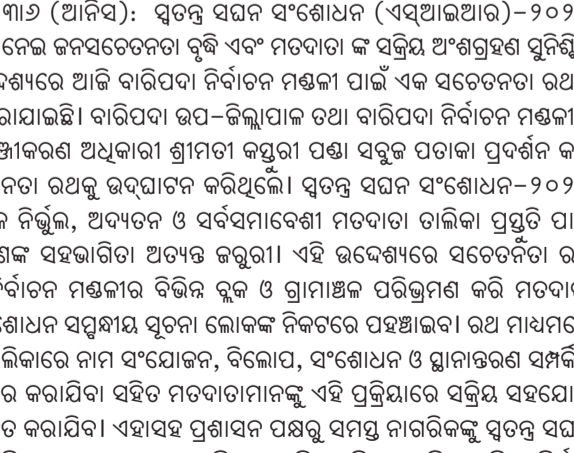 ୩।୬ (ଆନିସ): ସ୍ୱତନ୍ତ୍ର ସଘନ ସଂଶୋଧନ (ଏସ୍ଆଇଆର)-୨୦୨
ନେଇ ଜନସଚେତନତା ବୃଦ୍ଧି ଏବଂ ମତଦାତା ଙ୍କ ସକ୍ରିୟ ଅଂଶଗ୍ରହଣ ସୁନିଶ୍ଚି
ଦେଶ୍ୟରେ ଆଜି ବାରିପଦା ନିର୍ବାଚନ ମଣ୍ଡଳୀ ପାଇଁ ଏକ ସଚେତନତା ରଥ
ରାଯାଇଛି। ବାରିପଦା ଉପ-ଜିଲ୍ଲାପାଳ ତଥା ବାରିପଦା ନିର୍ବାଚନ ମଣ୍ଡଳୀ
ଞ୍ଜୀକରଣ ଅଧିକାରୀ ଶ୍ରୀମତୀ କସ୍ତୁରୀ ପଣ୍ଡା ସବୁଜ ପତାକା ପ୍ରଦର୍ଶନ କ
ନତା ରଥକୁ ଉଦ୍‌ଘାଟନ କରିଥିଲେ। ସ୍ୱତନ୍ତ୍ର ସଘନ ସଂଶୋଧନ-୨୦୨
ଳ ନିର୍ଭୁଲ, ଅଦ୍ୟତନ ଓ ସର୍ବସମାବେଶୀ ମତଦାତା ତାଲିକା ପ୍ରସ୍ତୁତି ପା
ଣଙ୍କ ସହଭାଗିତା ଅତ୍ୟନ୍ତ ଜରୁରୀ। ଏହି ଉଦ୍ଦେଶ୍ୟରେ ସଚେତନତା ର
ନିର୍ବାଚନ ମଣ୍ଡଳୀର ବିଭିନ୍ନ ବ୍ଲକ ଓ ଗ୍ରାମାଞ୍ଚଳ ପରିଭ୍ରମଣ କରି ମତଦା
ଶୋଧନ ସମ୍ବନ୍ଧୀୟ ସୂଚନା ଲୋକଙ୍କ ନିକଟରେ ପହଞ୍ଚାଇବ। ରଥ ମାଧ୍ୟମ
ଲିକାରେ ନାମ ସଂଯୋଜନ, ବିଲୋପ, ସଂଶୋଧନ ଓ ସ୍ଥାନାନ୍ତରଣ ସମ୍ପର୍କି
ର କରାଯିବା ସହିତ ମତଦାତାମାନଙ୍କୁ ଏହି ପ୍ରକ୍ରିୟାରେ ସକ୍ରିୟ ସହଯୋ
ତ କରାଯିବ। ଏହାସହ ପ୍ରଶାସନ ପକ୍ଷରୁ ସମସ୍ତ ନାଗରିକଙ୍କୁ ସ୍ୱତନ୍ତ୍ର ସଘ